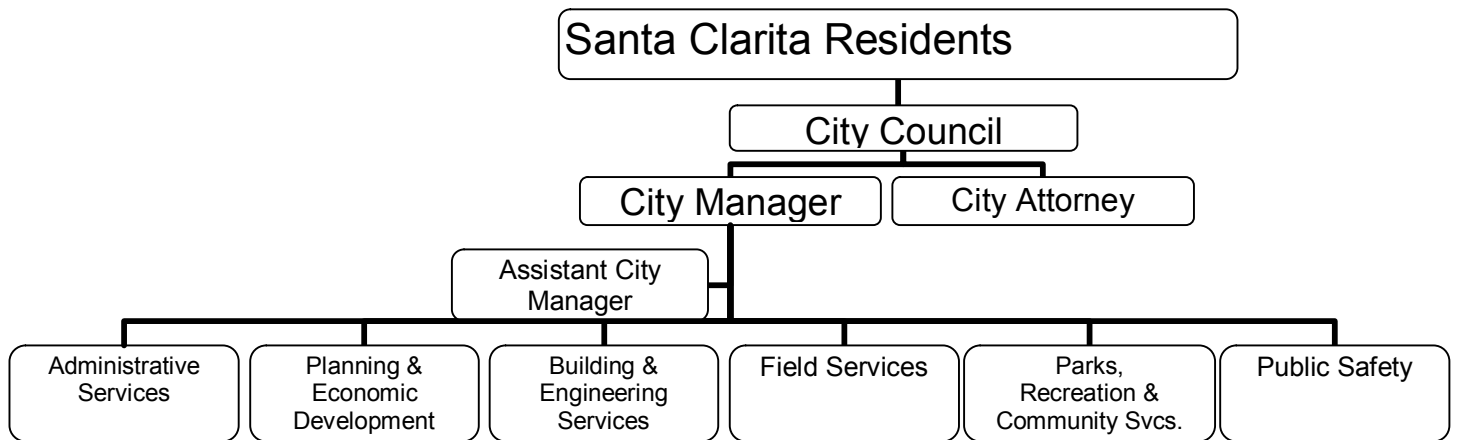 Santa Clarita Residents
City Council
City Manager
City Attorney
Assistant City
Manager
Administrative
Services
Planning &
Economic
Development
Building &
Engineering
Services
Field Services
Parks,
Recreation &
Community Svcs.
Public Safety